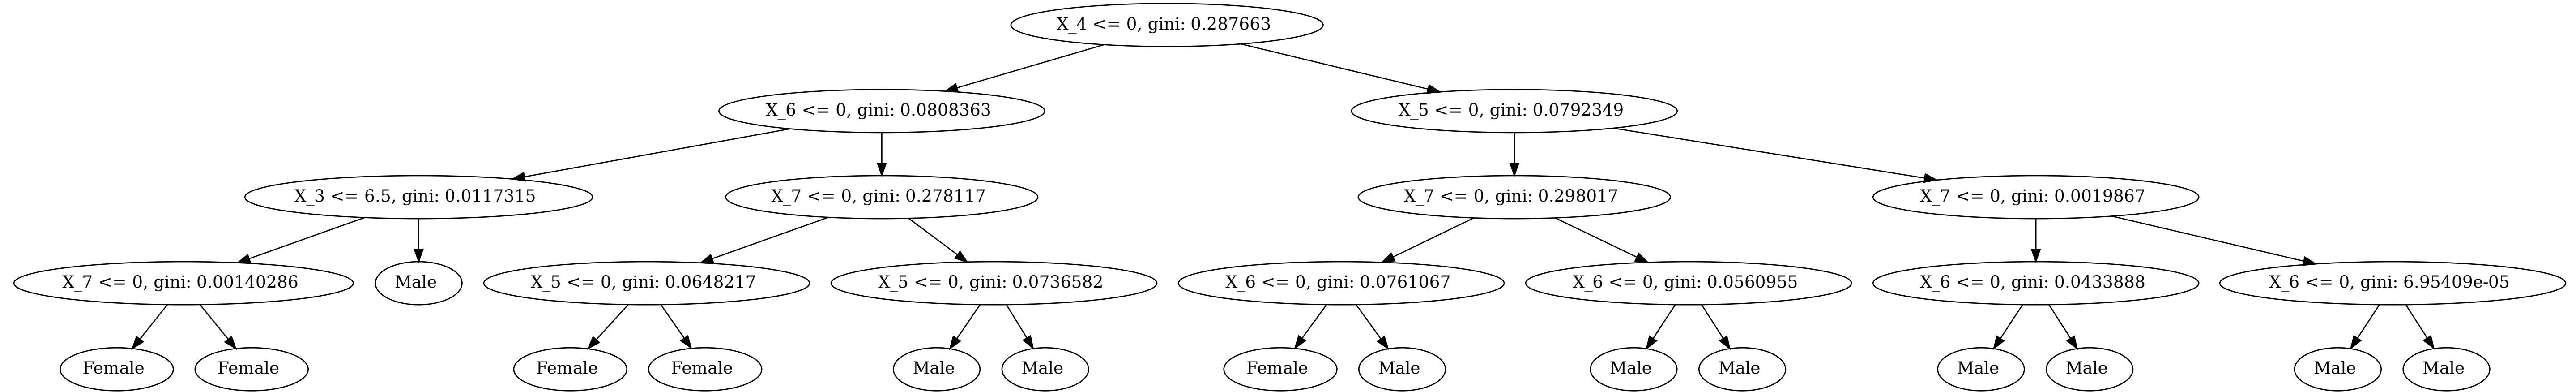 X_4 <= 0, gini: 0.287663
X_6 <= 0, gini: 0.0808363
X_5 <= 0, gini: 0.0792349
X_3 <= 6.5, gini: 0.0117315
X_7 <= 0, gini: 0.278117
X_7 <= 0, gini: 0.298017
X_7 <= 0, gini: 0.0019867
X_7 <= 0, gini: 0.00140286
Male
X_5 <= 0, gini: 0.0648217
X_5 <= 0, gini: 0.0736582
X_6 <= 0, gini: 0.0761067
X_6 <= 0, gini: 0.0560955
X_6 <= 0, gini: 0.0433888
X_6 <= 0, gini: 6.95409e-05
Female
Female
Female
Female
Male
Male
Female
Male
Male
Male
Male
Male
Male
Male